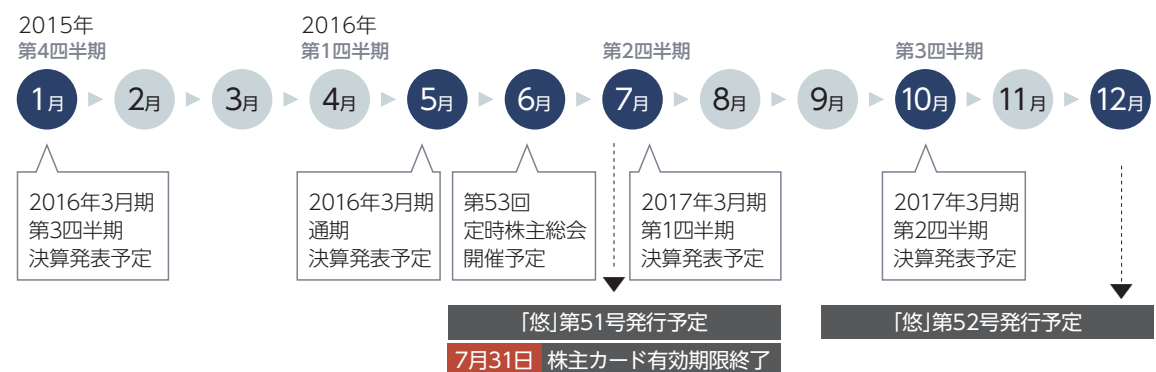 2015年
第4四半期
2016年
第1四半期
第2四半期
第3四半期
1月
2月
3月
4月
5月
6月
7月
8月
9月
10月
11月
12月
2016年3月期
第3四半期
決算発表予定
2016年3月期
通期
決算発表予定
第53回
定時株主総会
開催予定
2017年3月期
第1四半期
決算発表予定
2017年3月期
第2四半期
決算発表予定
「悠」第51号発行予定
7月31日 株主カード有効期限終了
「悠」第52号発行予定